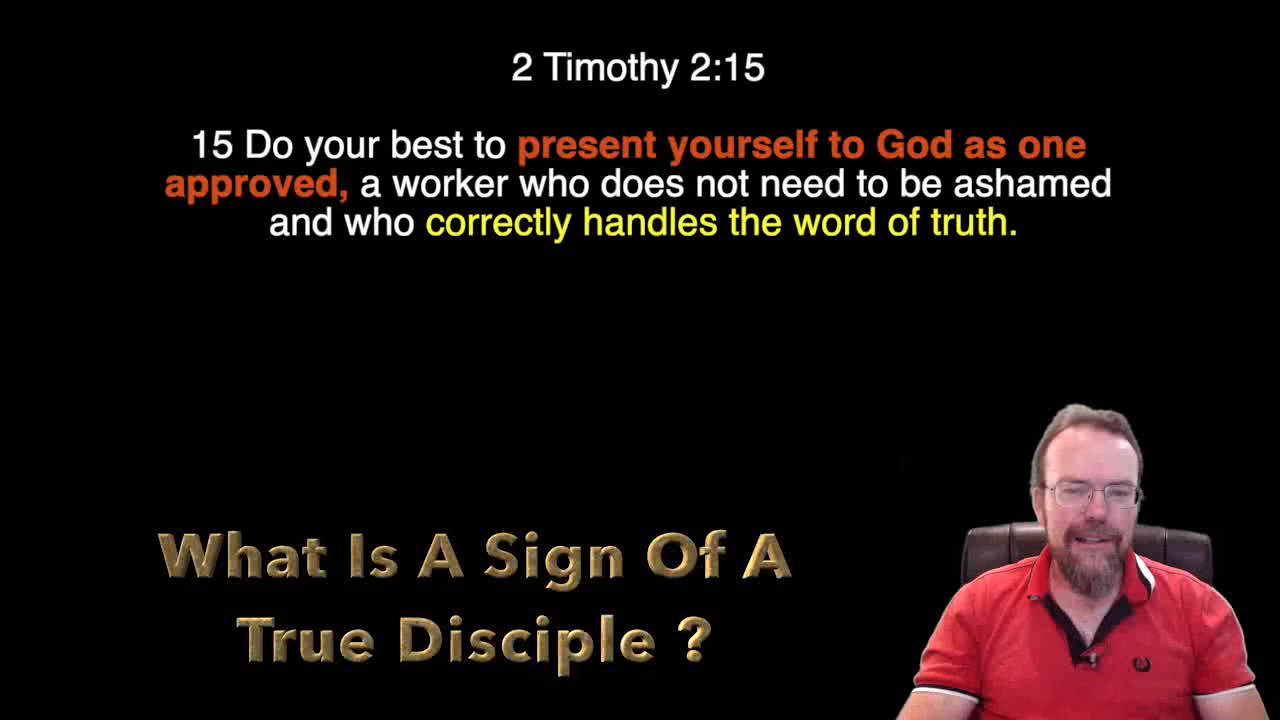 2 Timothy 2:15
15 Do your best to present yourself to God as one
approved, a worker who does not need to be ashamed
and who correctly handles the word of truth.
What Is A Sign Of A
True Disciple ?